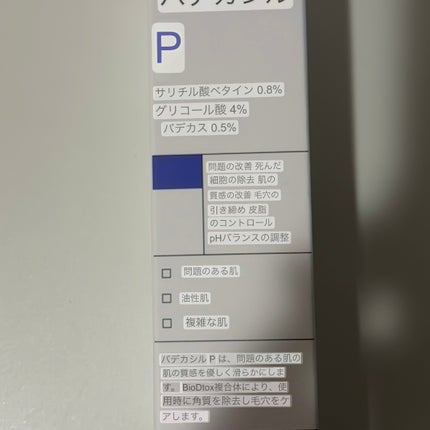 パデカシル
P
サリチル酸ベタイン 0.8%
グリコール酸 4%
パデカス 0.5%
問題の改善 死んだ
細胞の除去 肌の
質感の改善 毛穴の
引き締め 皮脂
のコントロール
pHバランスの調整
問題のある肌
油性肌
複雑な肌
パデカシル P は、問題のある肌の
肌の質感を優しく滑らかにしま
す。 BioDtox複合体により、使
用時に角質を除去し毛穴をケ
アします。